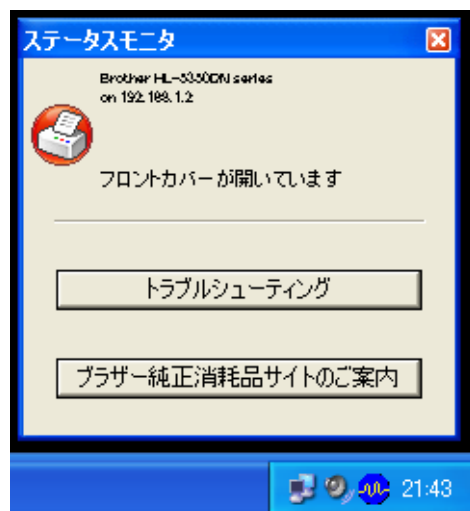 ステータスモニタ
Brother HL-5350DN series
on 192.168.1.2
フロントカバーが開いています
トラブルシューティング
ブラザー純正消耗品サイトのご案内
21:43